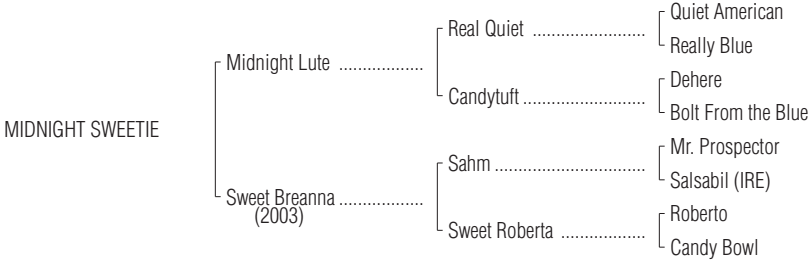 Quiet American
Real Quiet ........................
Really Blue
Midnight Lute ..................
Dehere
Candytuft ..........................
Bolt From the Blue
MIDNIGHT SWEETIE
Mr. Prospector
Sahm ................................
Salsabil (IRE)
Sweet Breanna ..................
(2003)
Roberto
Sweet Roberta ..................
Candy Bowl